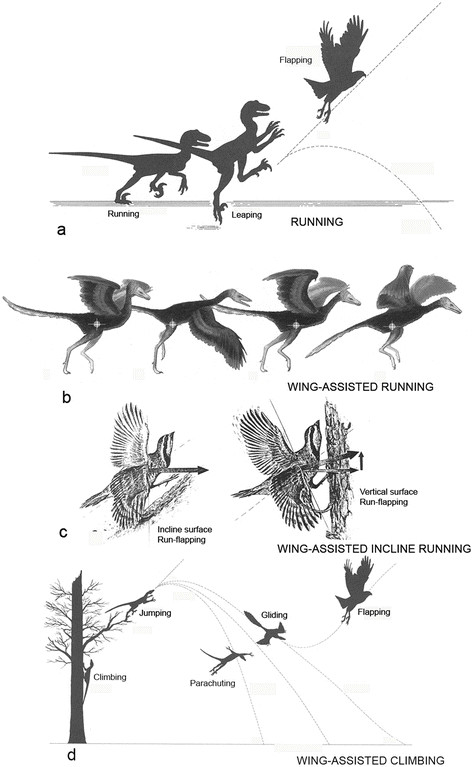 Flapping
Running
Leaping
RUNNING
a
WING-ASSISTED RUNNING
b
Incline surface
Run-flapping
Vertical surface
Run-flapping
c
WING-ASSISTED INCLINE RUNNING
Jumping
Gliding
Flapping
Climbing
Parachuting
d
WING-ASSISTED CLIMBING